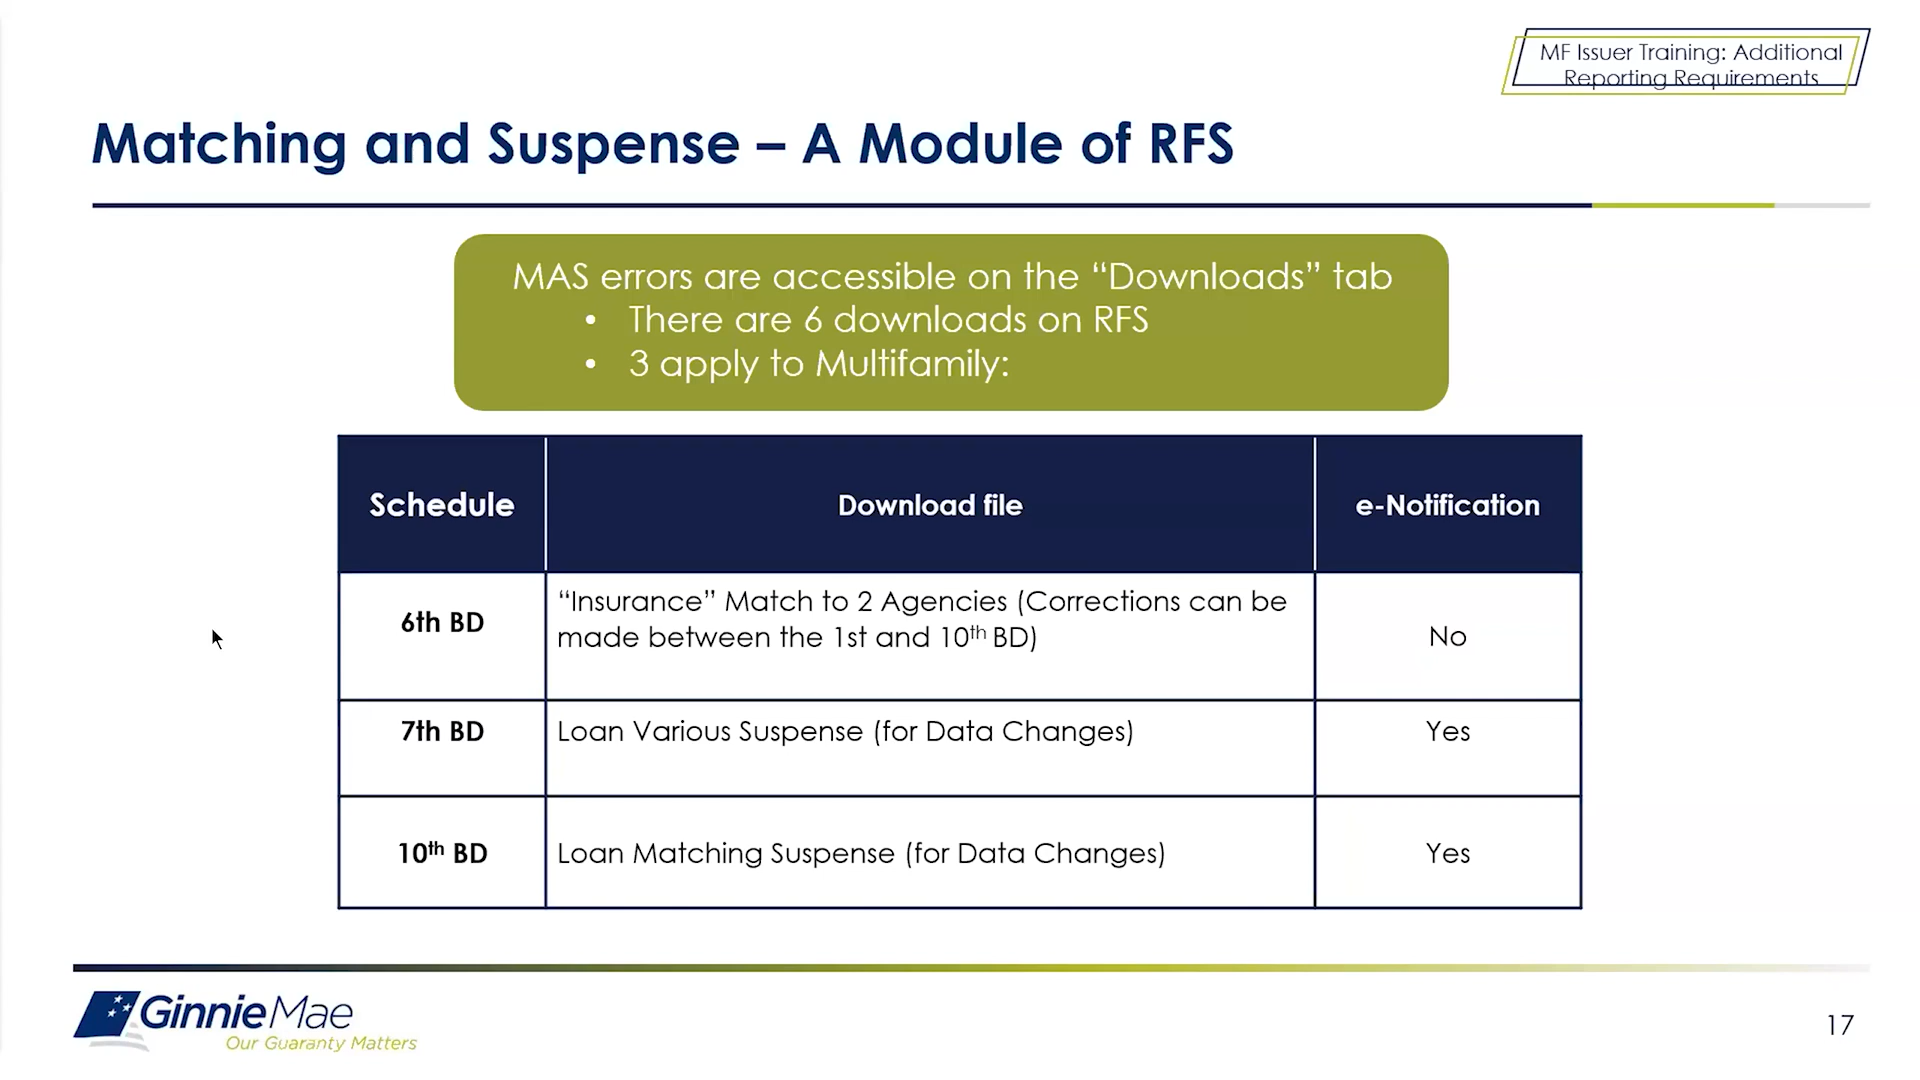 MF Issuer Training: Additional
Reporting Requirements
Matching and Suspense – A Module of RFS
MAS errors are accessible on the “Downloads” tab
• There are 6 downloads on RFS
• 3 apply to Multifamily:
Schedule
Download file
e-Notification
6th BD
“Insurance” Match to 2 Agencies (Corrections can be
made between the 1st and 10th BD)
No
7th BD
Loan Various Suspense (for Data Changes)
Yes
10th BD
Loan Matching Suspense (for Data Changes)
Yes
GinnieMae
Our Guaranty Matters
17